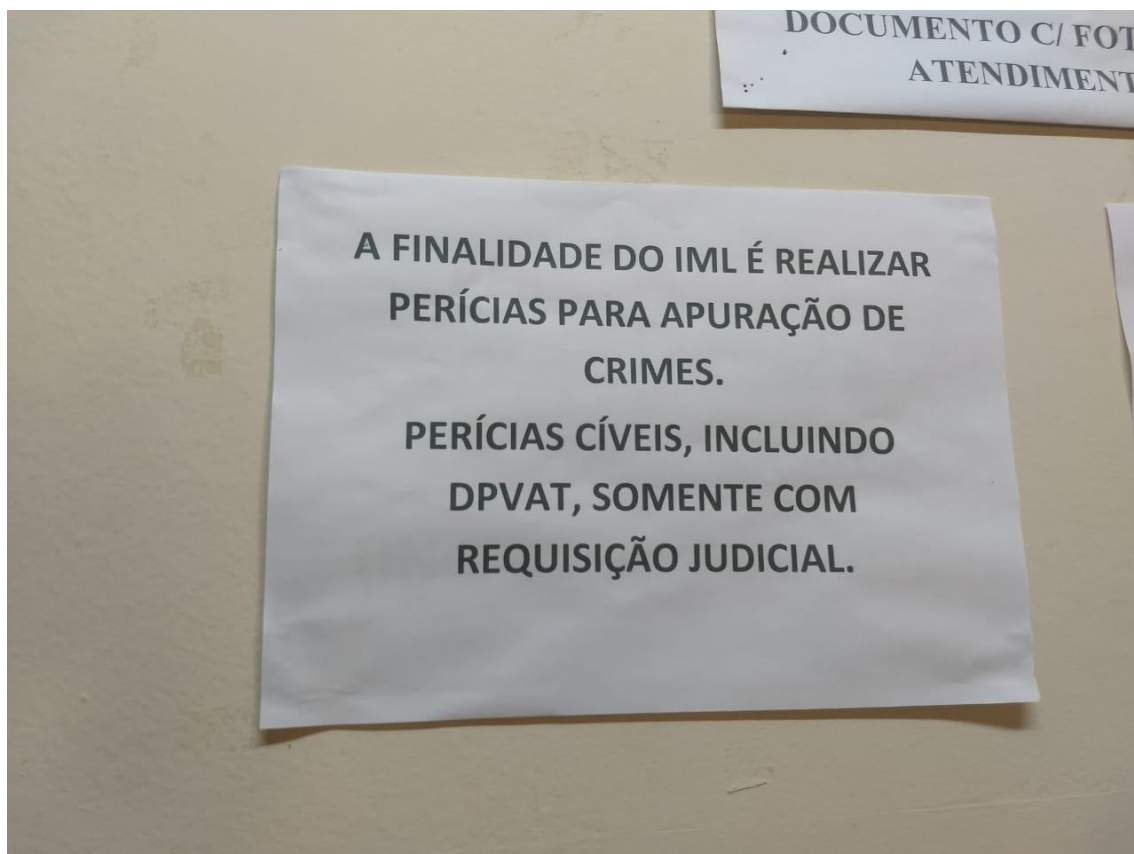 DOCUMENTO C/
ATENDIMENT
A FINALIDADE DO IML É REALIZAR
PERÍCIAS PARA APURAÇÃO DE
CRIMES.
PERÍCIAS CÍVEIS, INCLUINDO
DPVAT, SOMENTE COM
REQUISIÇÃO JUDICIAL.